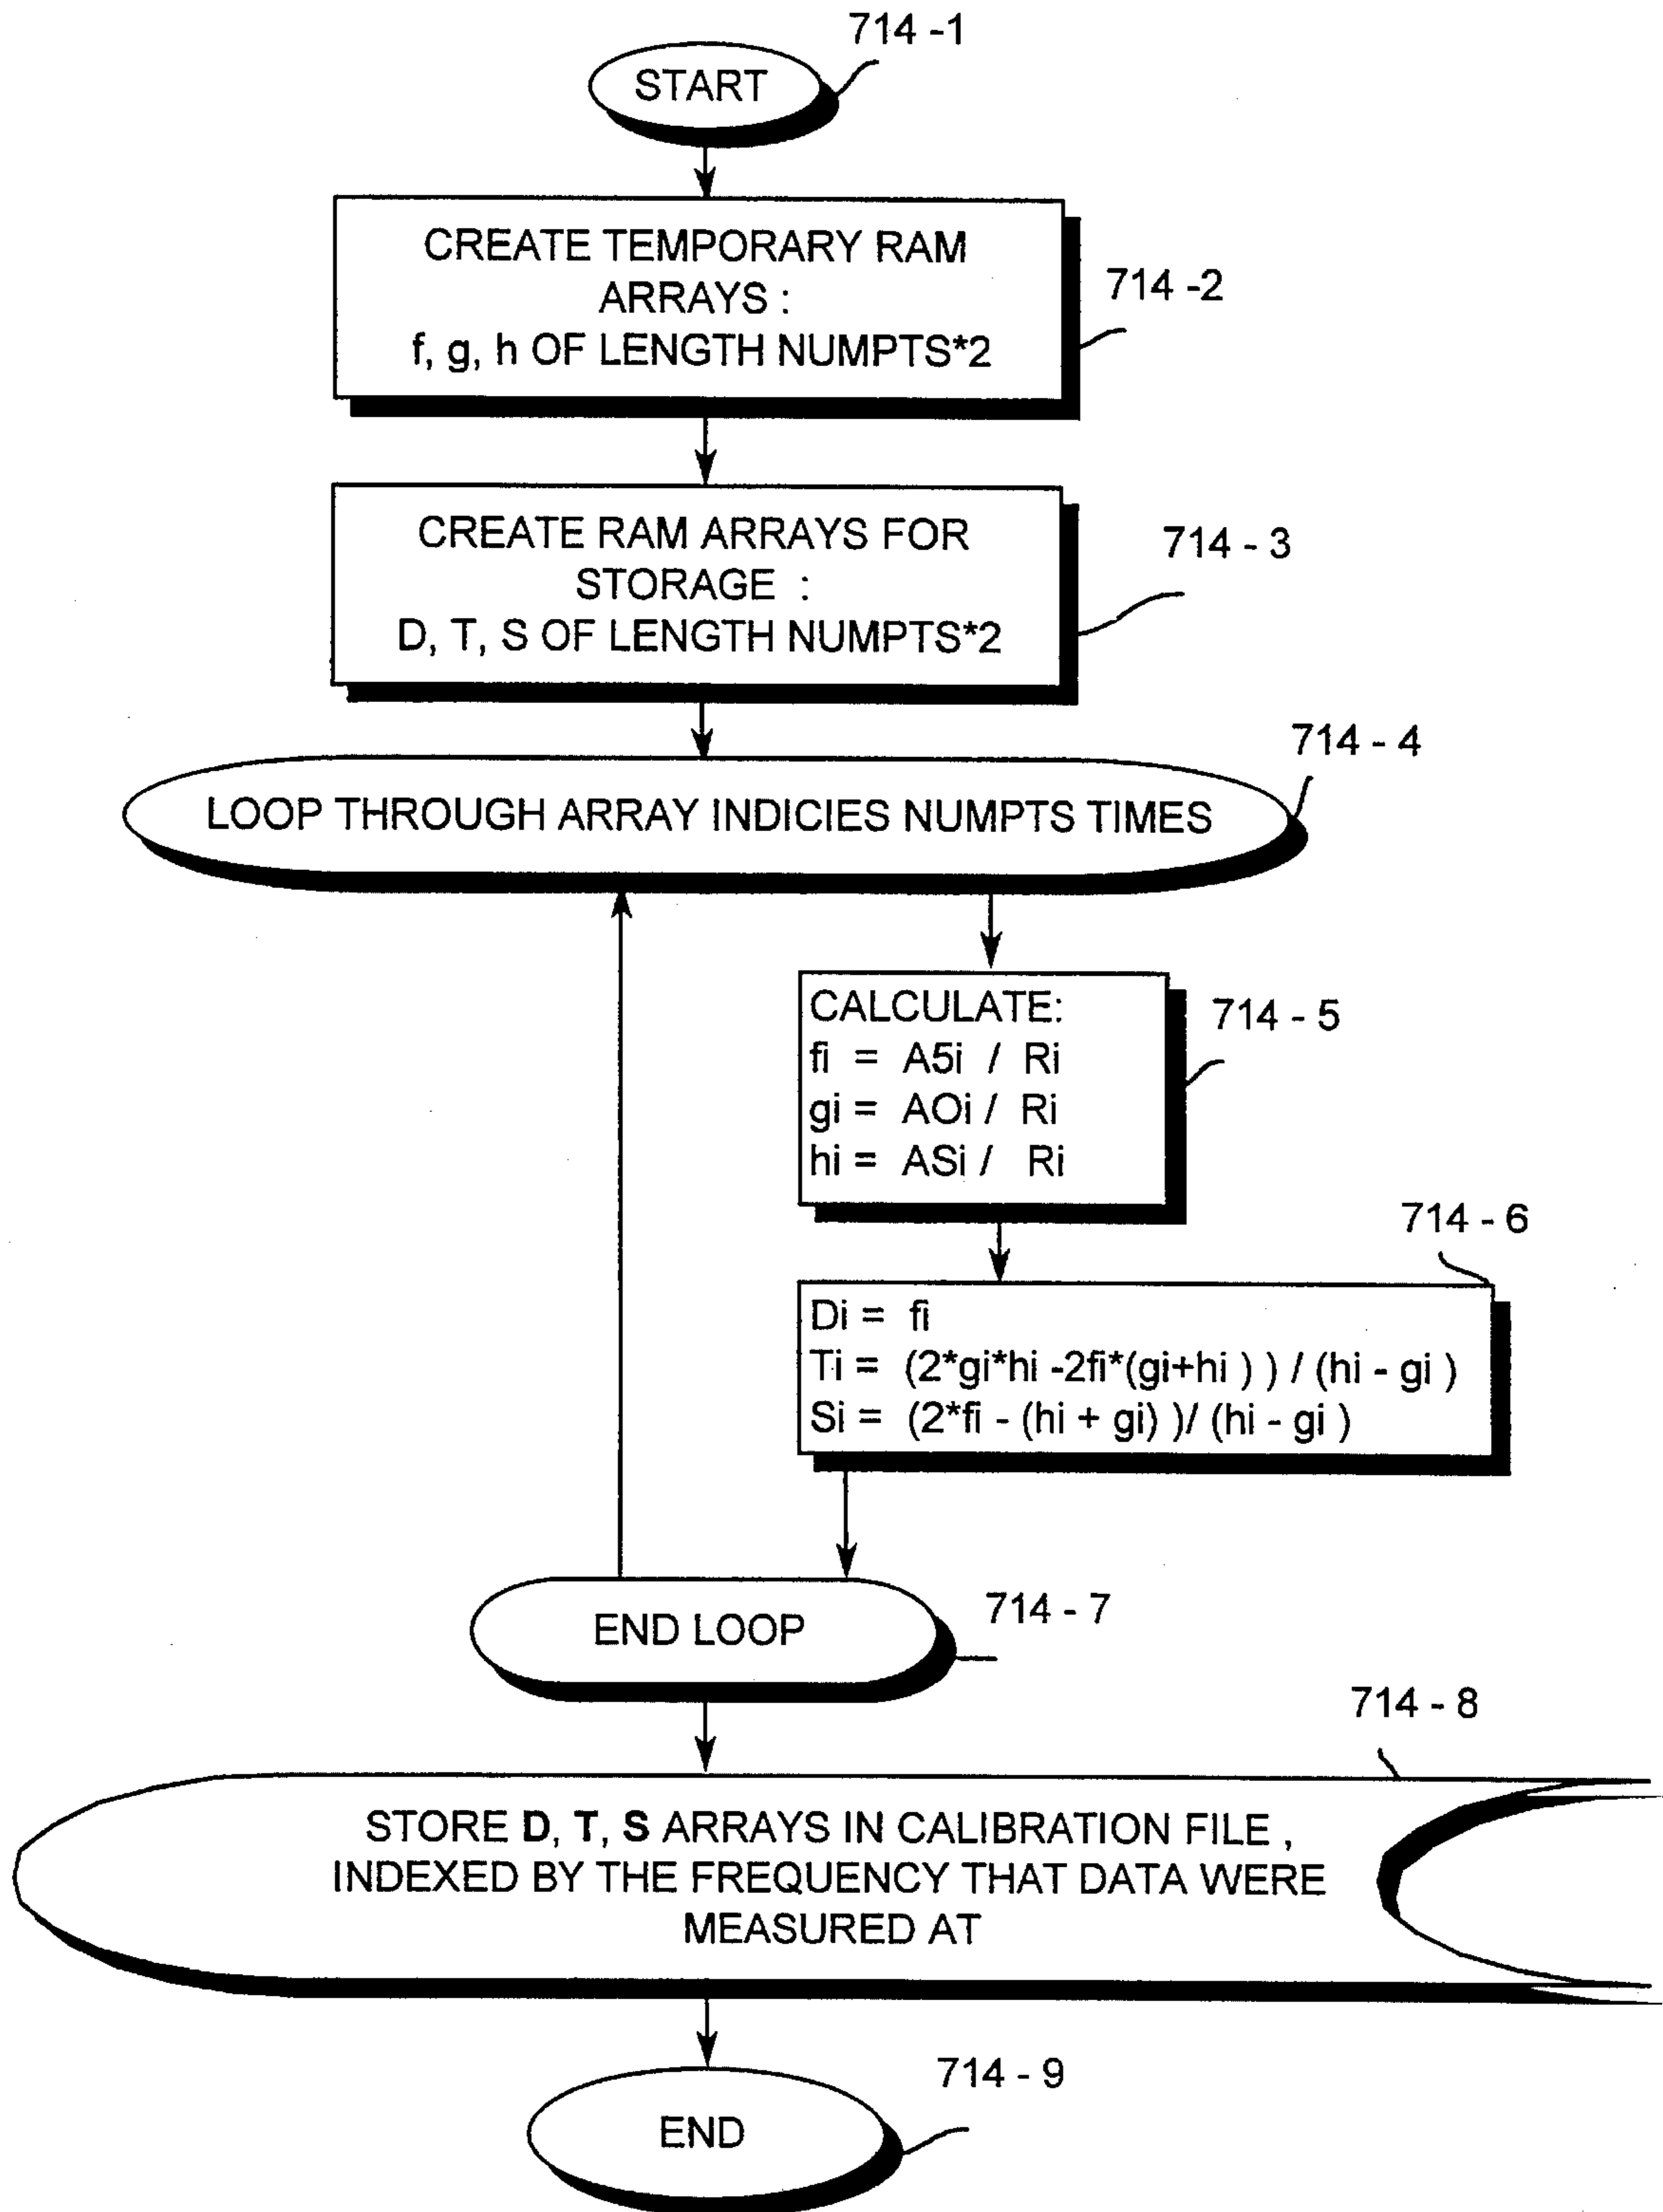 714 -1
START
CREATE TEMPORARY RAM
ARRAYS :
f, g, h OF LENGTH NUMPTS*2
714 -2
CREATE RAM ARRAYS FOR
STORAGE :
D, T, S OF LENGTH NUMPTS*2
714 - 3
714 - 4
LOOP THROUGH ARRAY INDICIES NUMPTS TIMES
CALCULATE:
fi = A5i / Ri
gi = AOi / Ri
hi = ASi / Ri
714 - 5
714 - 6
Di = fi
Ti = (2*gi*hi -2fi*(gi+hi ) ) / (hi - gi )
Si = (2*fi - (hi + gi) )/ (hi - gi )
END LOOP
714 - 7
714 - 8
STORE D, T, S ARRAYS IN CALIBRATION FILE ,
INDEXED BY THE FREQUENCY THAT DATA WERE
MEASURED AT
714 - 9
END